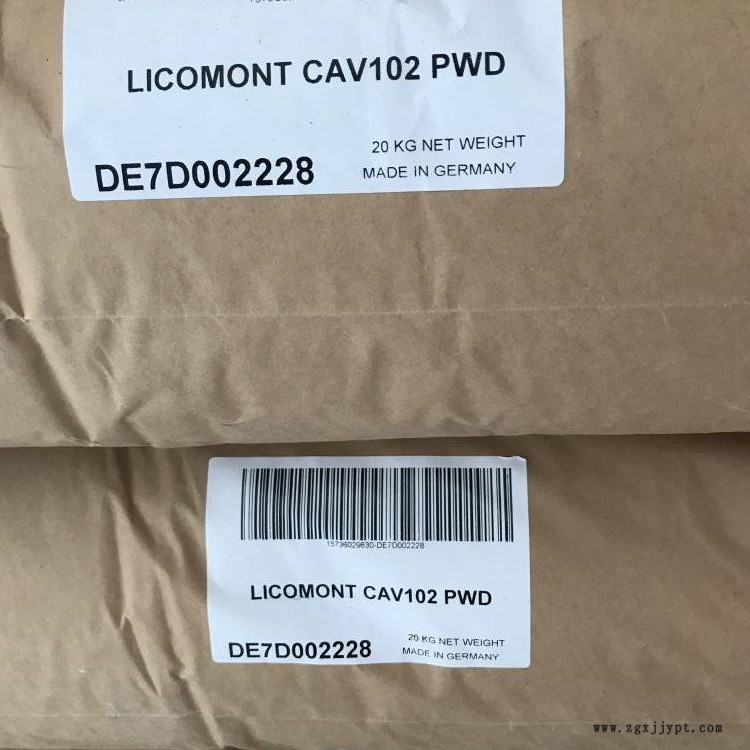 LICOMONT CAV102 PWD
20 KG NET WEIGHT
DE7D002228
MADE IN GERMANY
15736029630-DE7D002228
LICOMONT CAV102 PWD
20 KG NET WEIGHT
DE7D002228
MADE IN GERMANY
www.zgxjjypt.com